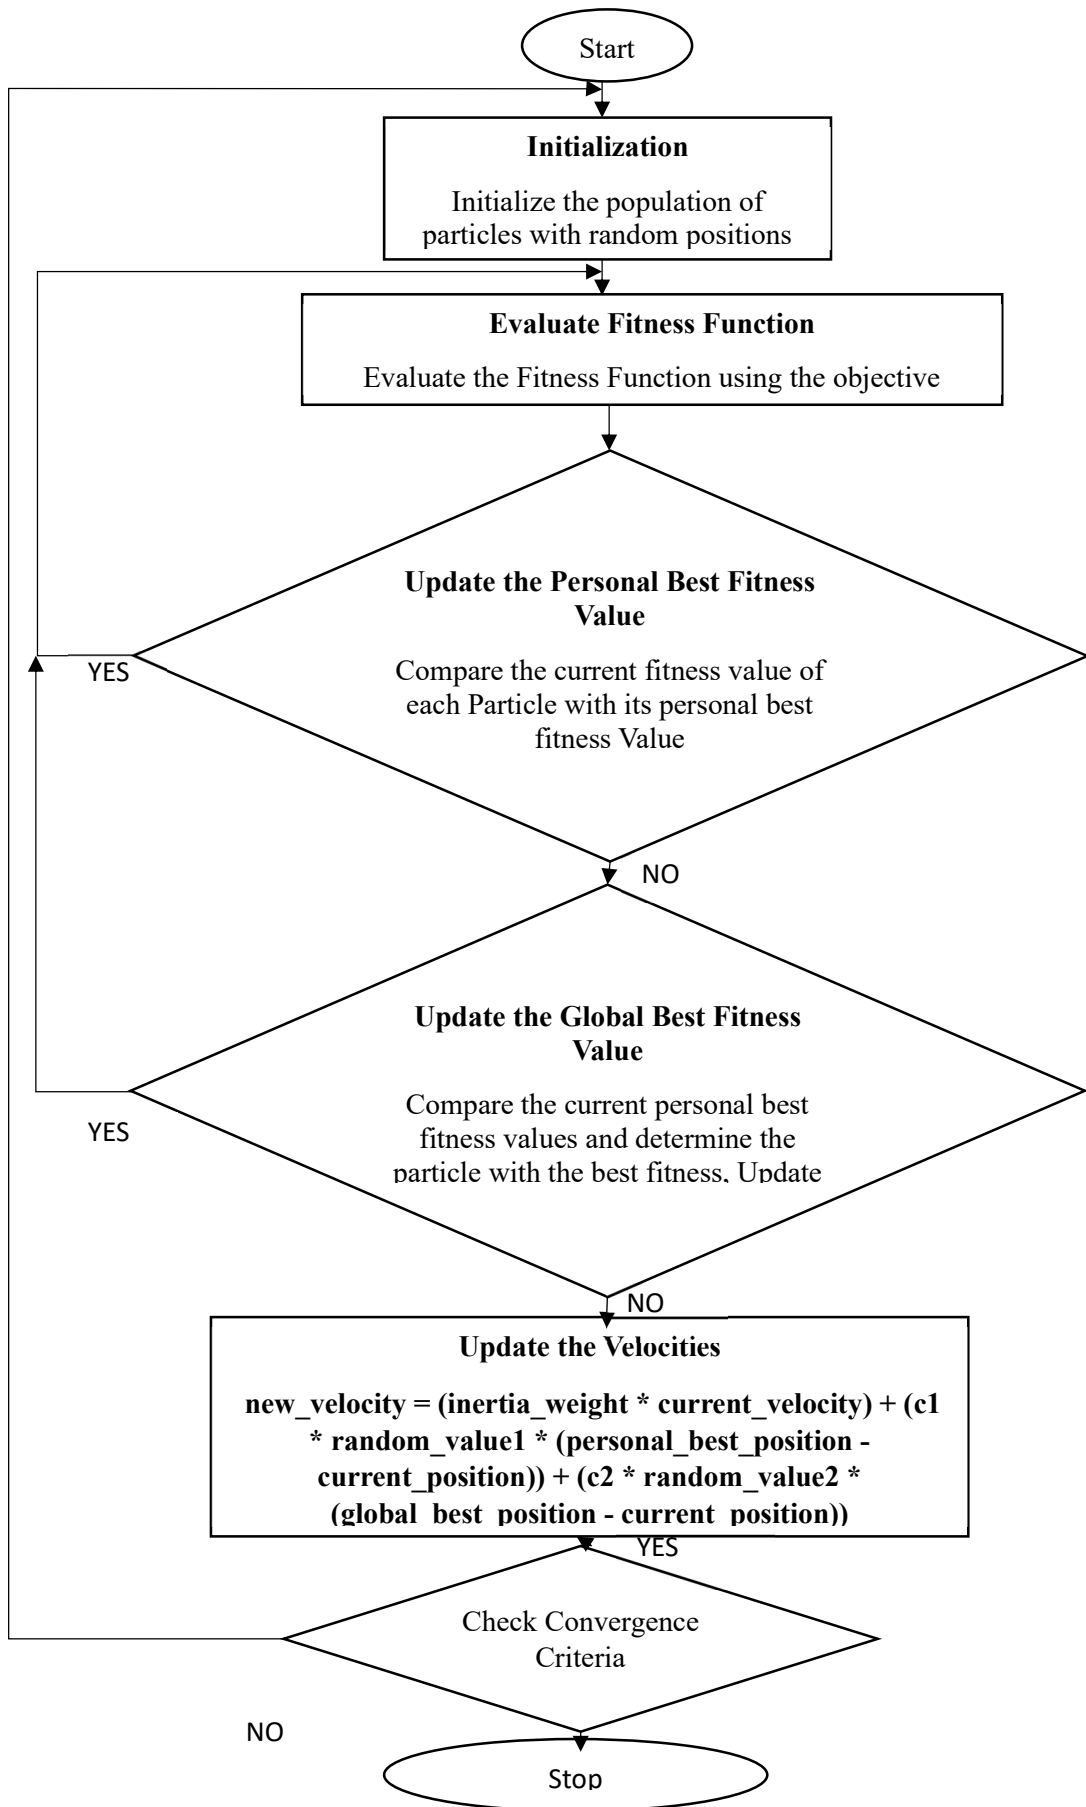 Start
Initialization
Initialize the population of
particles with random positions
Evaluate Fitness Function
Evaluate the Fitness Function using the objective
Update the Personal Best Fitness
Value
YES
Compare the current fitness value of
each Particle with its personal best
fitness Value
NO
Update the Global Best Fitness
Value
Compare the current personal best
YES
fitness values and determine the
particle with the best fitness, Update
NO
Update the Velocities
new_velocity = (inertia_weight * current_velocity) + (c1
* random_value1 * (personal_best_position -
current_position)) + (c2 * random_value2 *
(global_best_position - current_position))
YES
Check Convergence
Criteria
NO
Stop